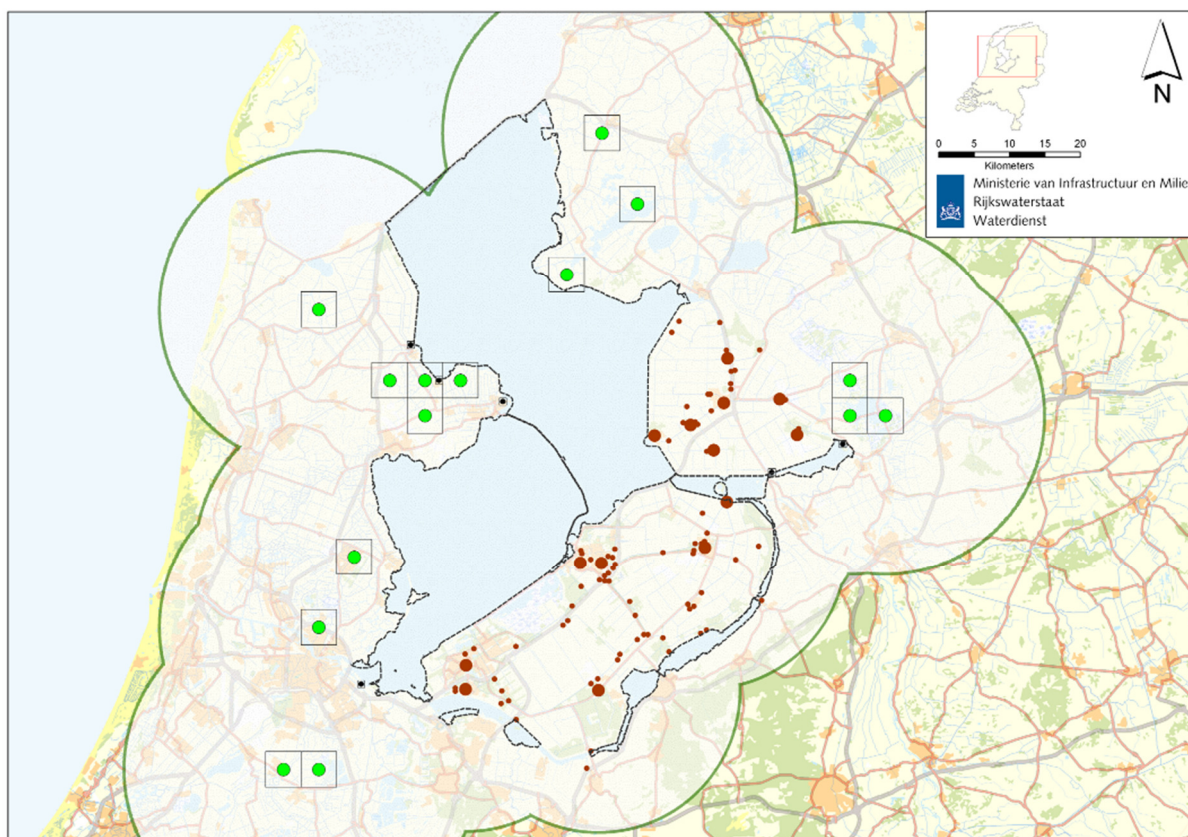 N
0 5 10 15 20
Kilometers
Ministerie van Infrastructuur en Milie
Rijkswaterstaat
Waterdienst